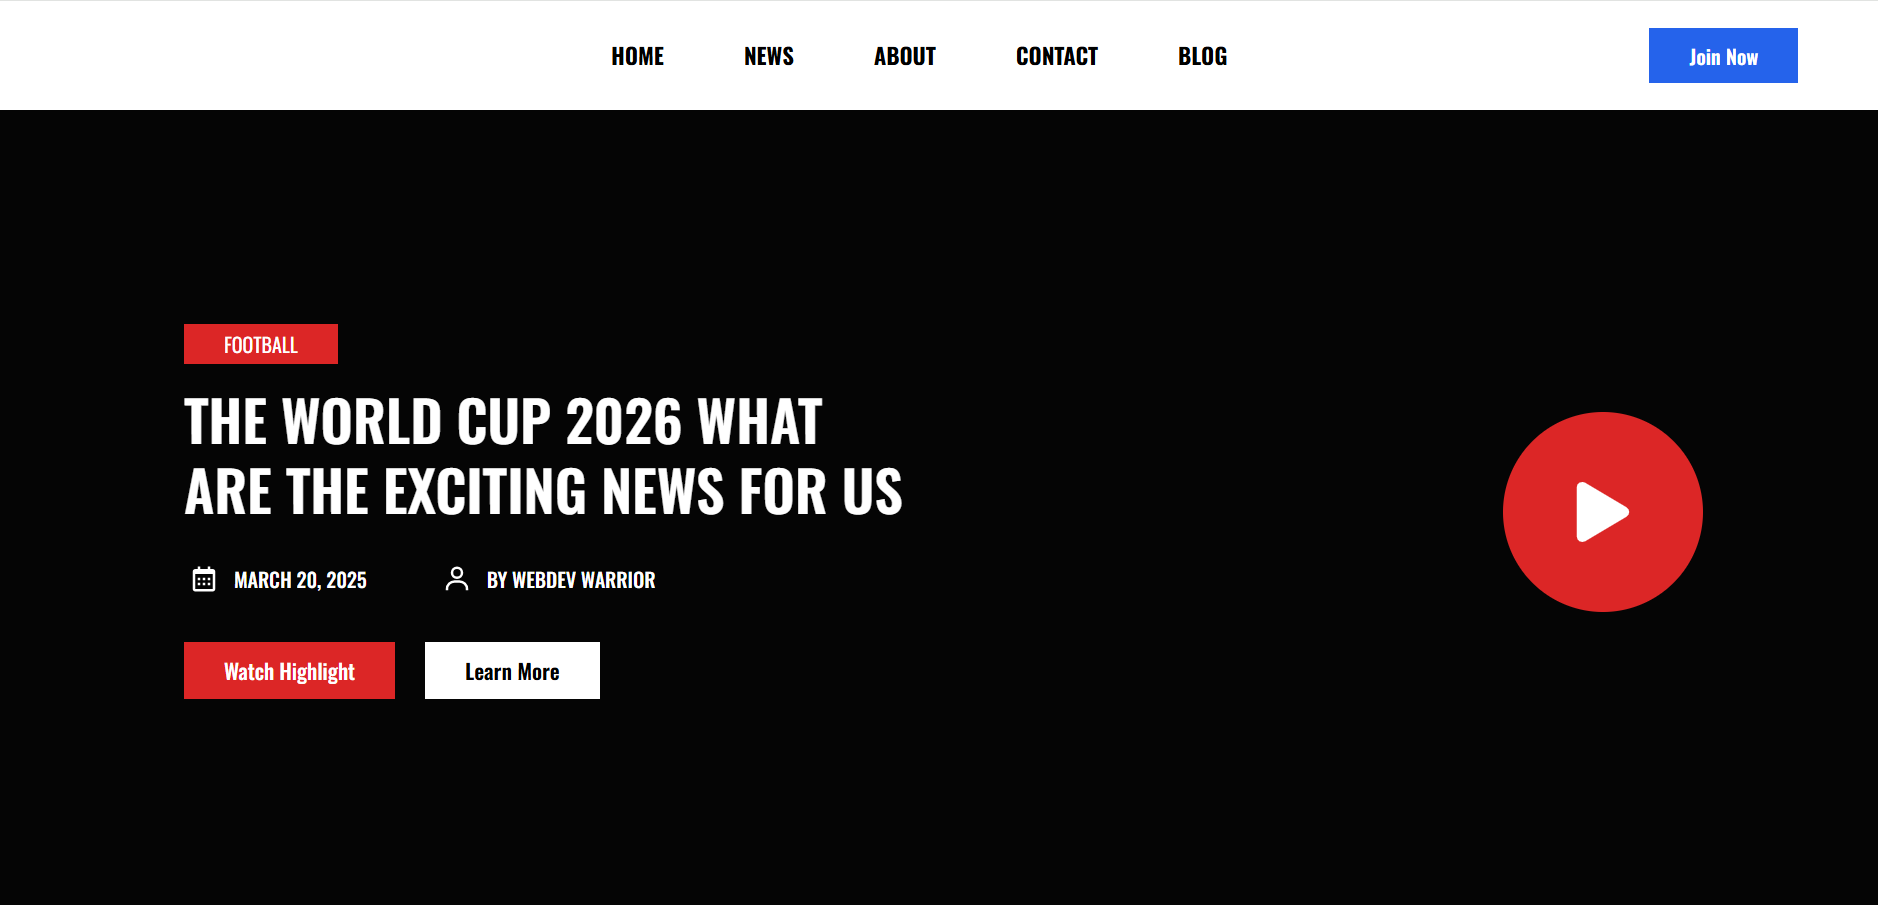 HOME NEWS ABOUT CONTACT BLOG Join Now
FOOTBALL
THE WORLD CUP 2026 WHAT
ARE THE EXCITING NEWS FOR US
MARCH 20, 2025 BY WEBDEV WARRIOR
Watch Highlight Learn More